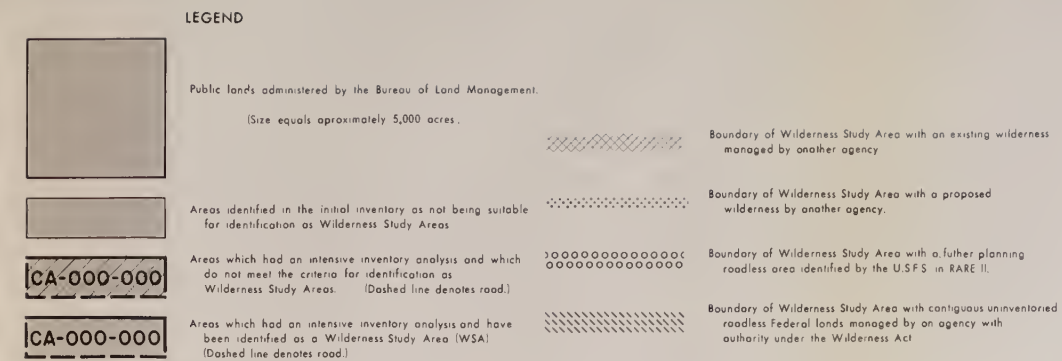 LEGEND
Public lands administered by the Bureau of Land Management.
(Size equals aproximately 5,000 acres.
Areas identified in the initial inventory as not being suitable
for identification as Wilderness Study Areas
CA-000-000
Areas which had an intensive inventory analysis and which
do not meet the criteria for identification as
Wilderness Study Areas. (Dashed line denotes road.)
CA-000-000
Areas which had an intensive inventory analysis and have
been identified as a Wilderness Study Area (WSA)
(Dashed line denotes road.)
Boundary of Wilderness Study Area with an existing wilderness
managed by another agency
Boundary of Wilderness Study Area with a proposed
wilderness by another agency.
Boundary of Wilderness Study Area with a futher planning
roadless area identified by the U.S.F.S in RARE II.
Boundary of Wilderness Study Area with contiguous uninventoried
roadless Federal lands managed by an agency with
authority under the Wilderness Act